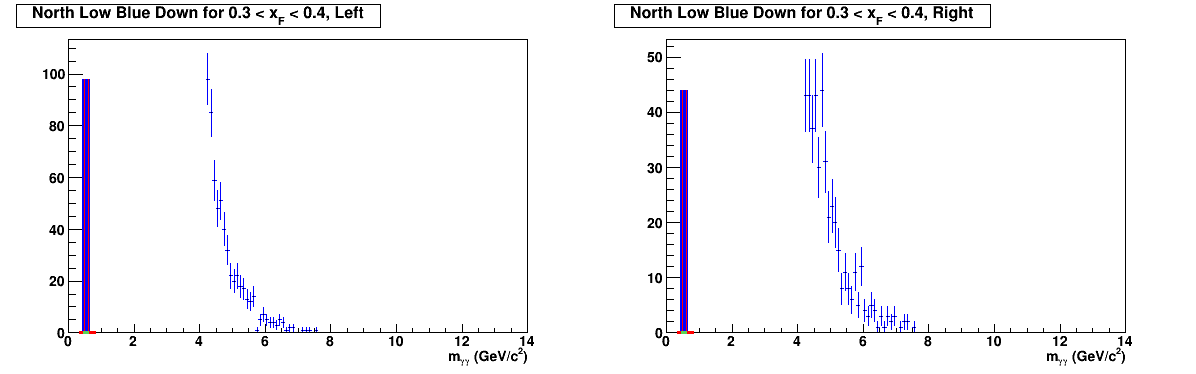 North Low Blue Down for 0.3 < x_F < 0.4, Left
100
80
60
40
20
0
0 2 4 6 8 10 12 14
m_γγ (GeV/c²)
North Low Blue Down for 0.3 < x_F < 0.4, Right
50
40
30
20
10
0
0 2 4 6 8 10 12 14
m_γγ (GeV/c²)